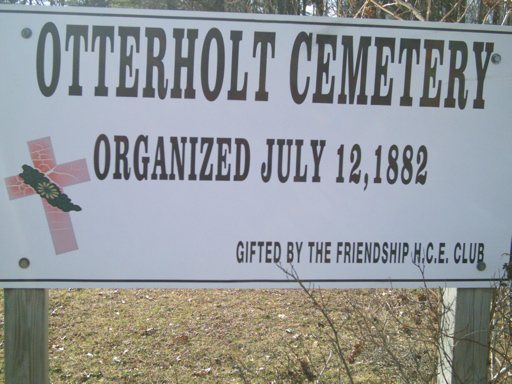 OTTERHOLT CEMETERY
ORGANIZED JULY 12,1882
GIFTED BY THE FRIENDSHIP H.C.E. CLUB